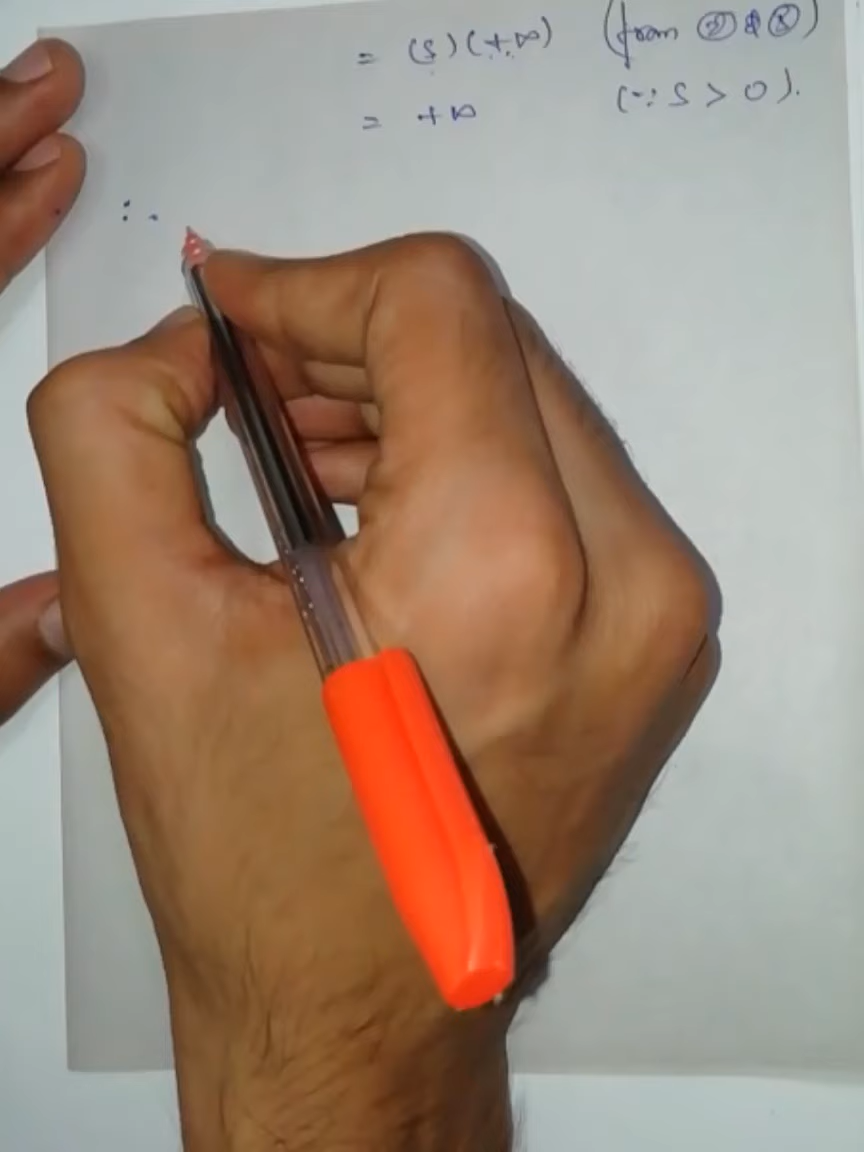 = (S)(+∞) (from ② & ③)
= +∞ (∵ S > 0).
∴